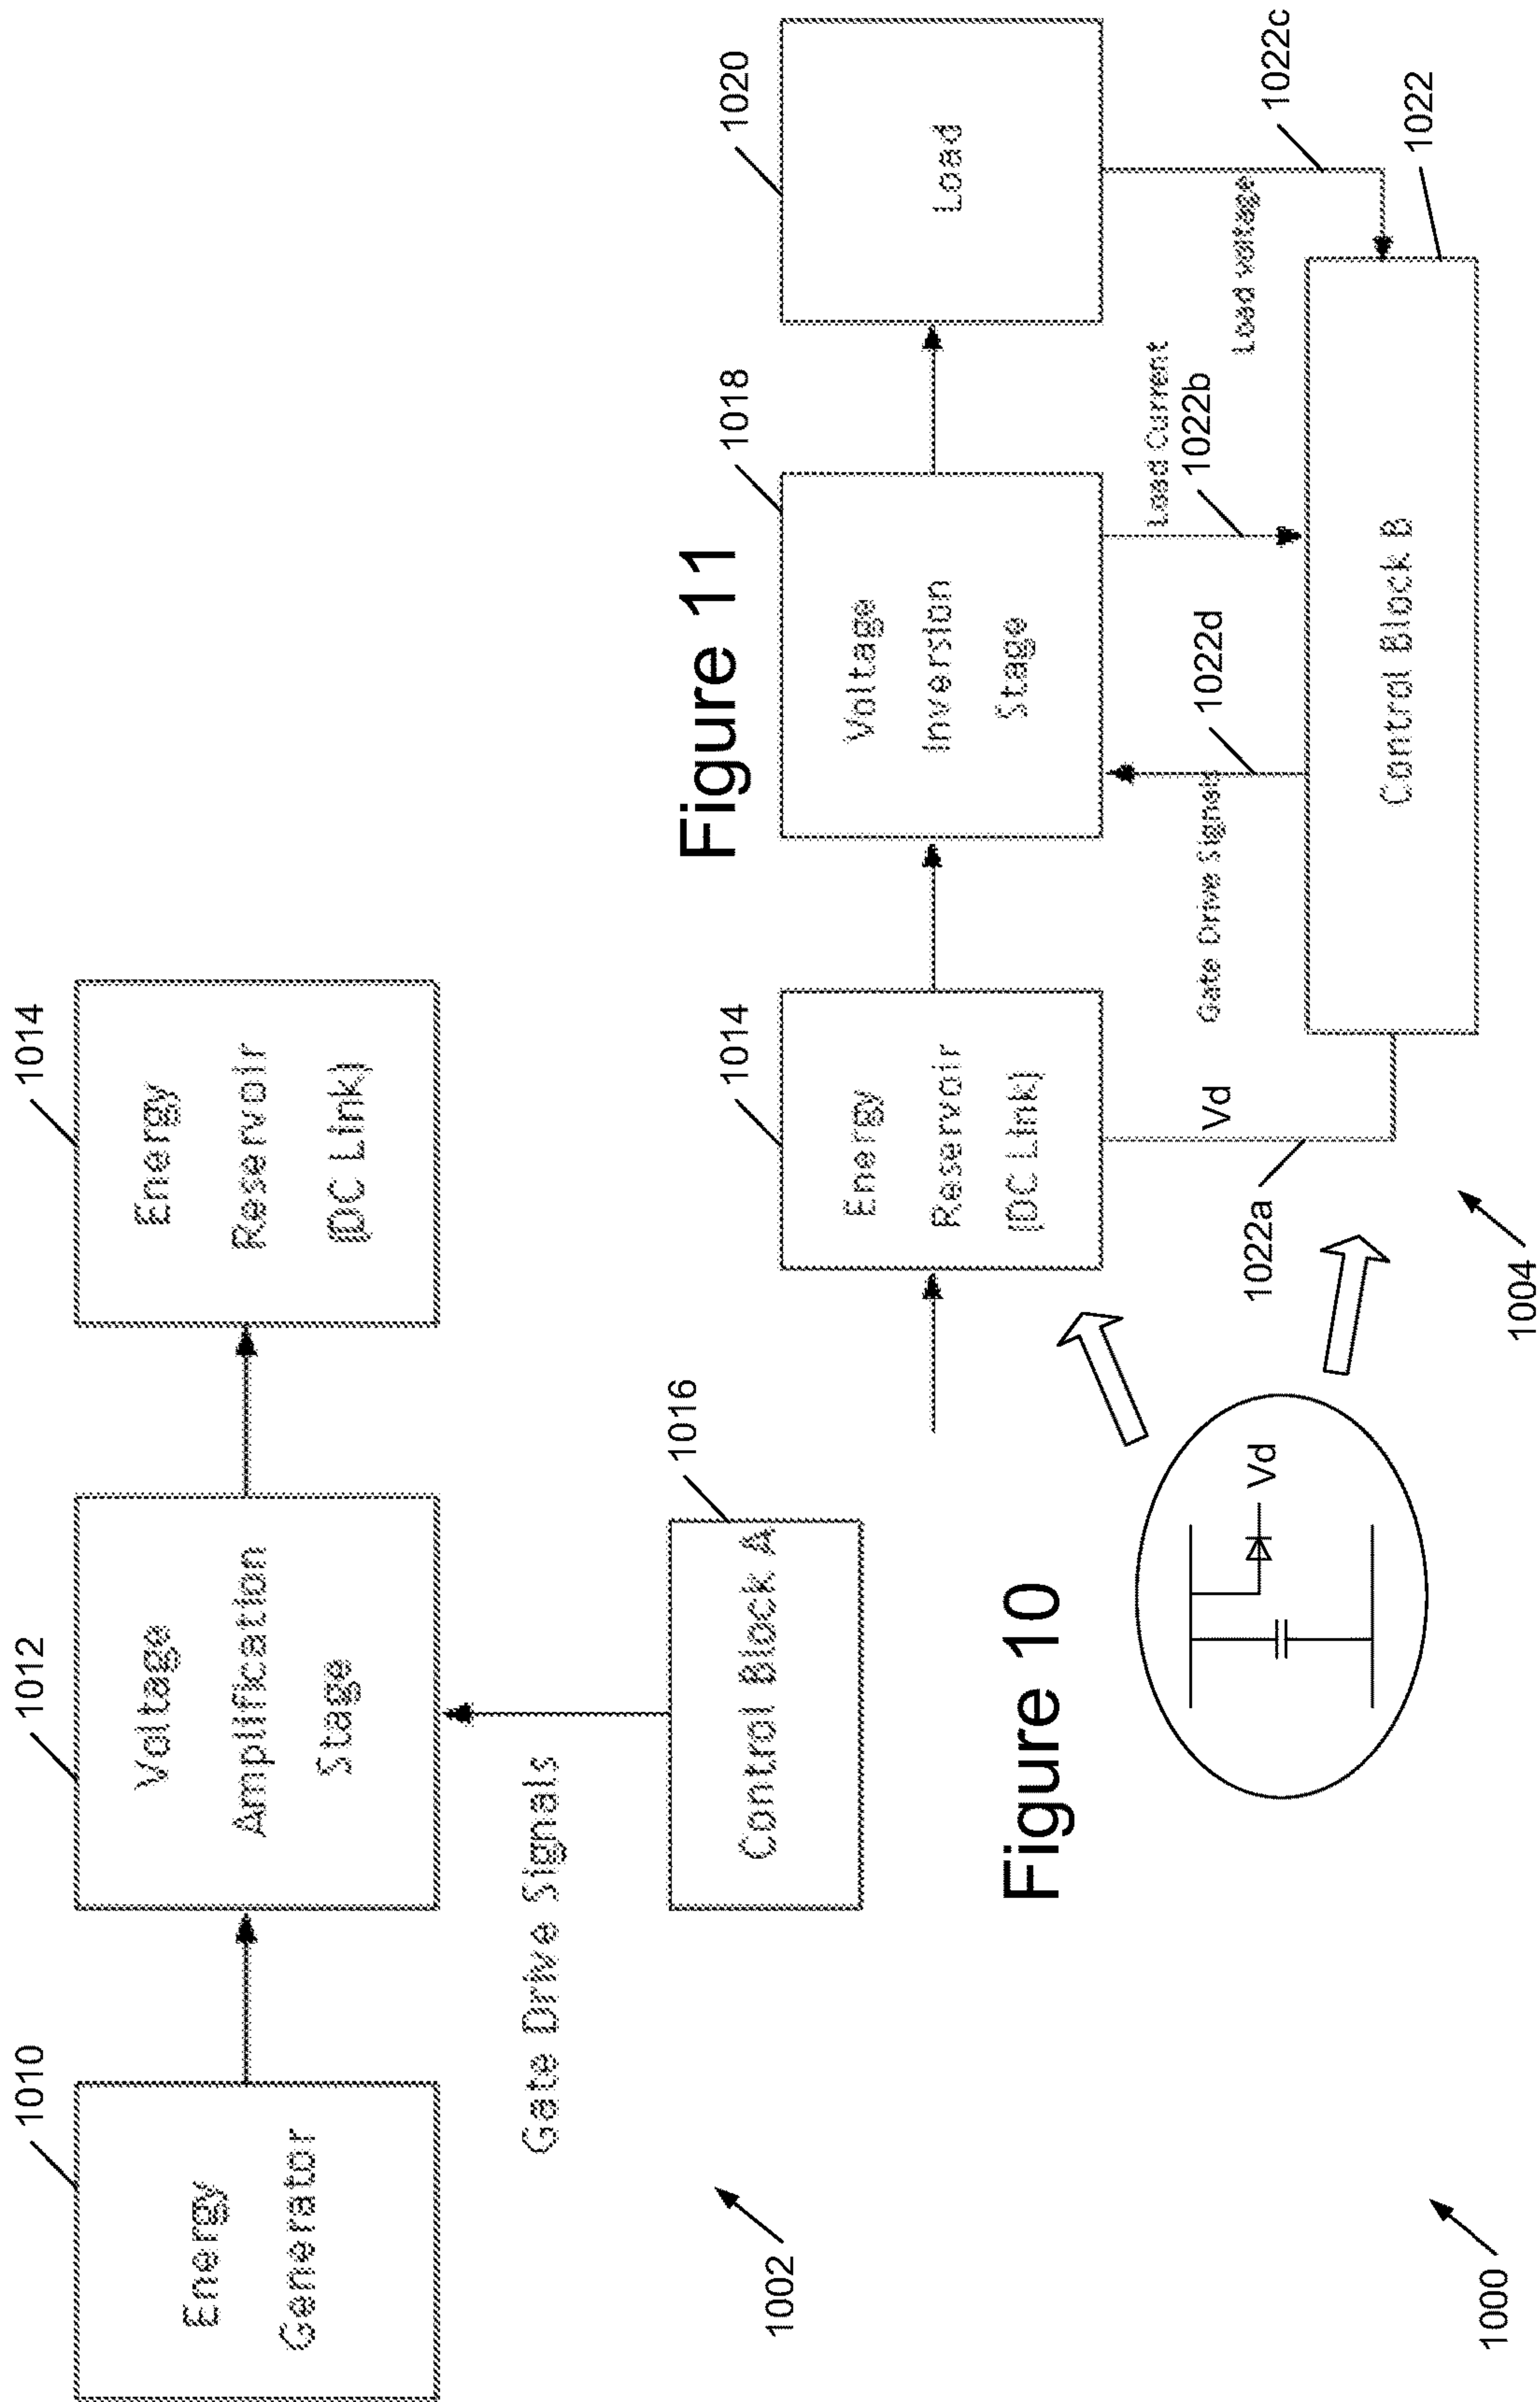 1010
1012
1014
Energy
Generator
Voltage
Amplification
Stage
Energy
Reservoir
(DC Link)
Gate Drive Signals
1016
Control Block A
1002
Figure 10
Figure 11
1014
1018
1020
Energy
Reservoir
(DC Link)
Voltage
Inversion
Stage
Load
Vd
1022a
Gate Drive Signals
1022d
Load Current
1022b
Load voltage
1022c
Control Block B
1022
Vd
1000
1004